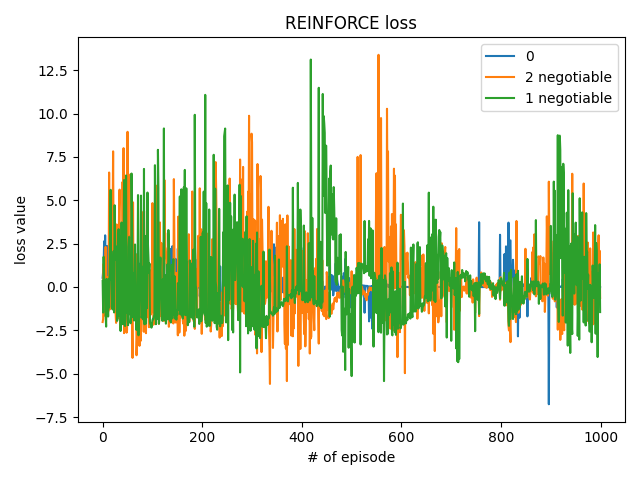 REINFORCE loss
0
2 negotiable
1 negotiable
loss value
12.5
10.0
7.5
5.0
2.5
0.0
−2.5
−5.0
−7.5
0 200 400 600 800 1000
# of episode